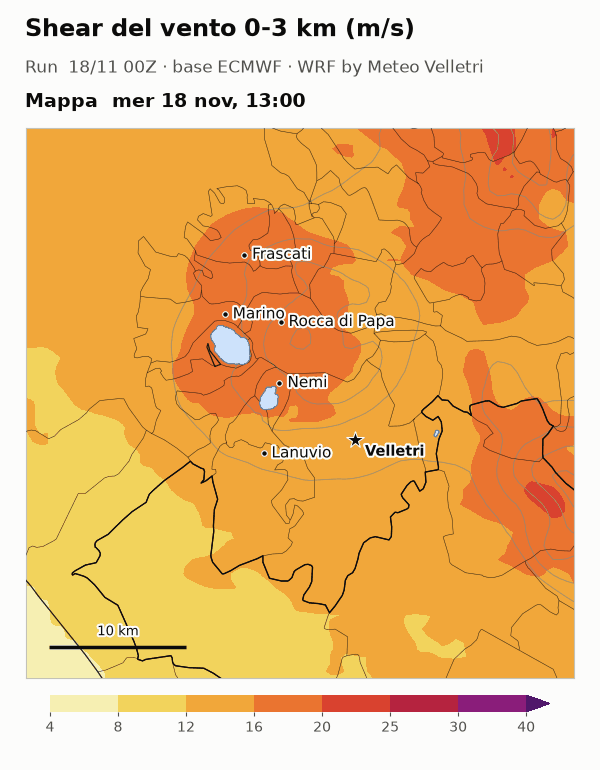 Shear del vento 0-3 km (m/s)
Run  18/11 00Z · base ECMWF · WRF by Meteo Velletri
Mappa  mer 18 nov, 13:00
Frascati
Marino
Rocca di Papa
Nemi
Velletri
Lanuvio
10 km
4 8 12 16 20 25 30 40